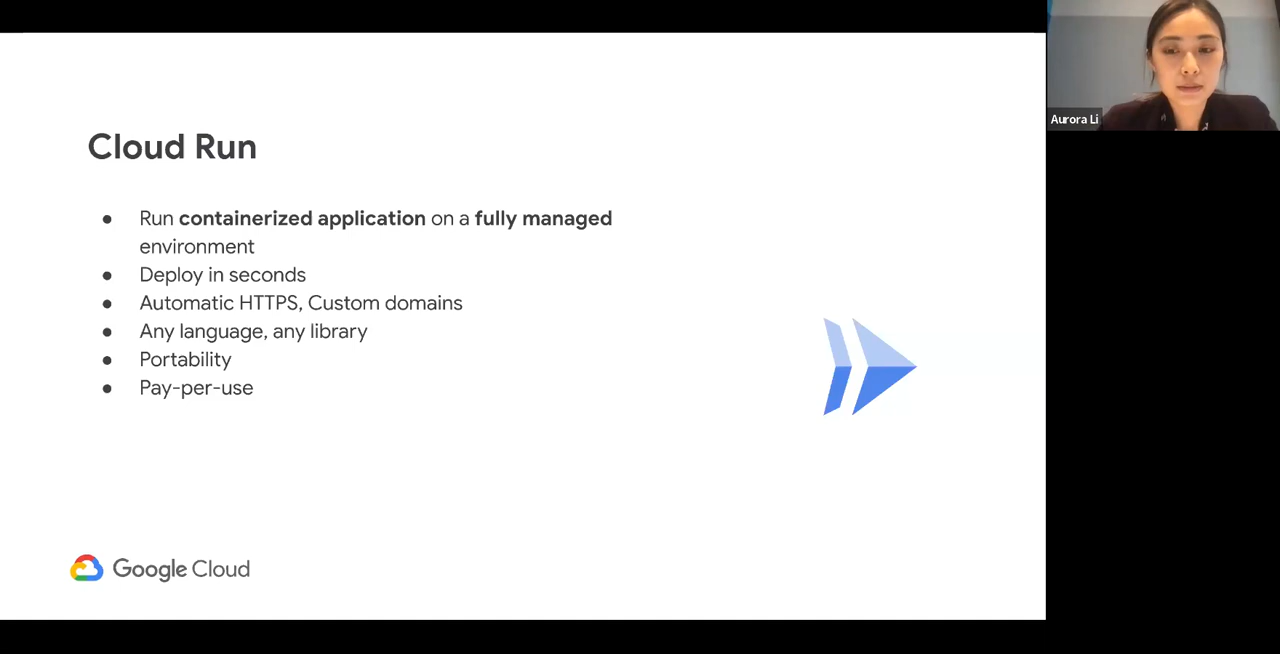 Cloud Run
● Run containerized application on a fully managed
environment
● Deploy in seconds
● Automatic HTTPS, Custom domains
● Any language, any library
● Portability
● Pay-per-use
Google Cloud
Aurora Li